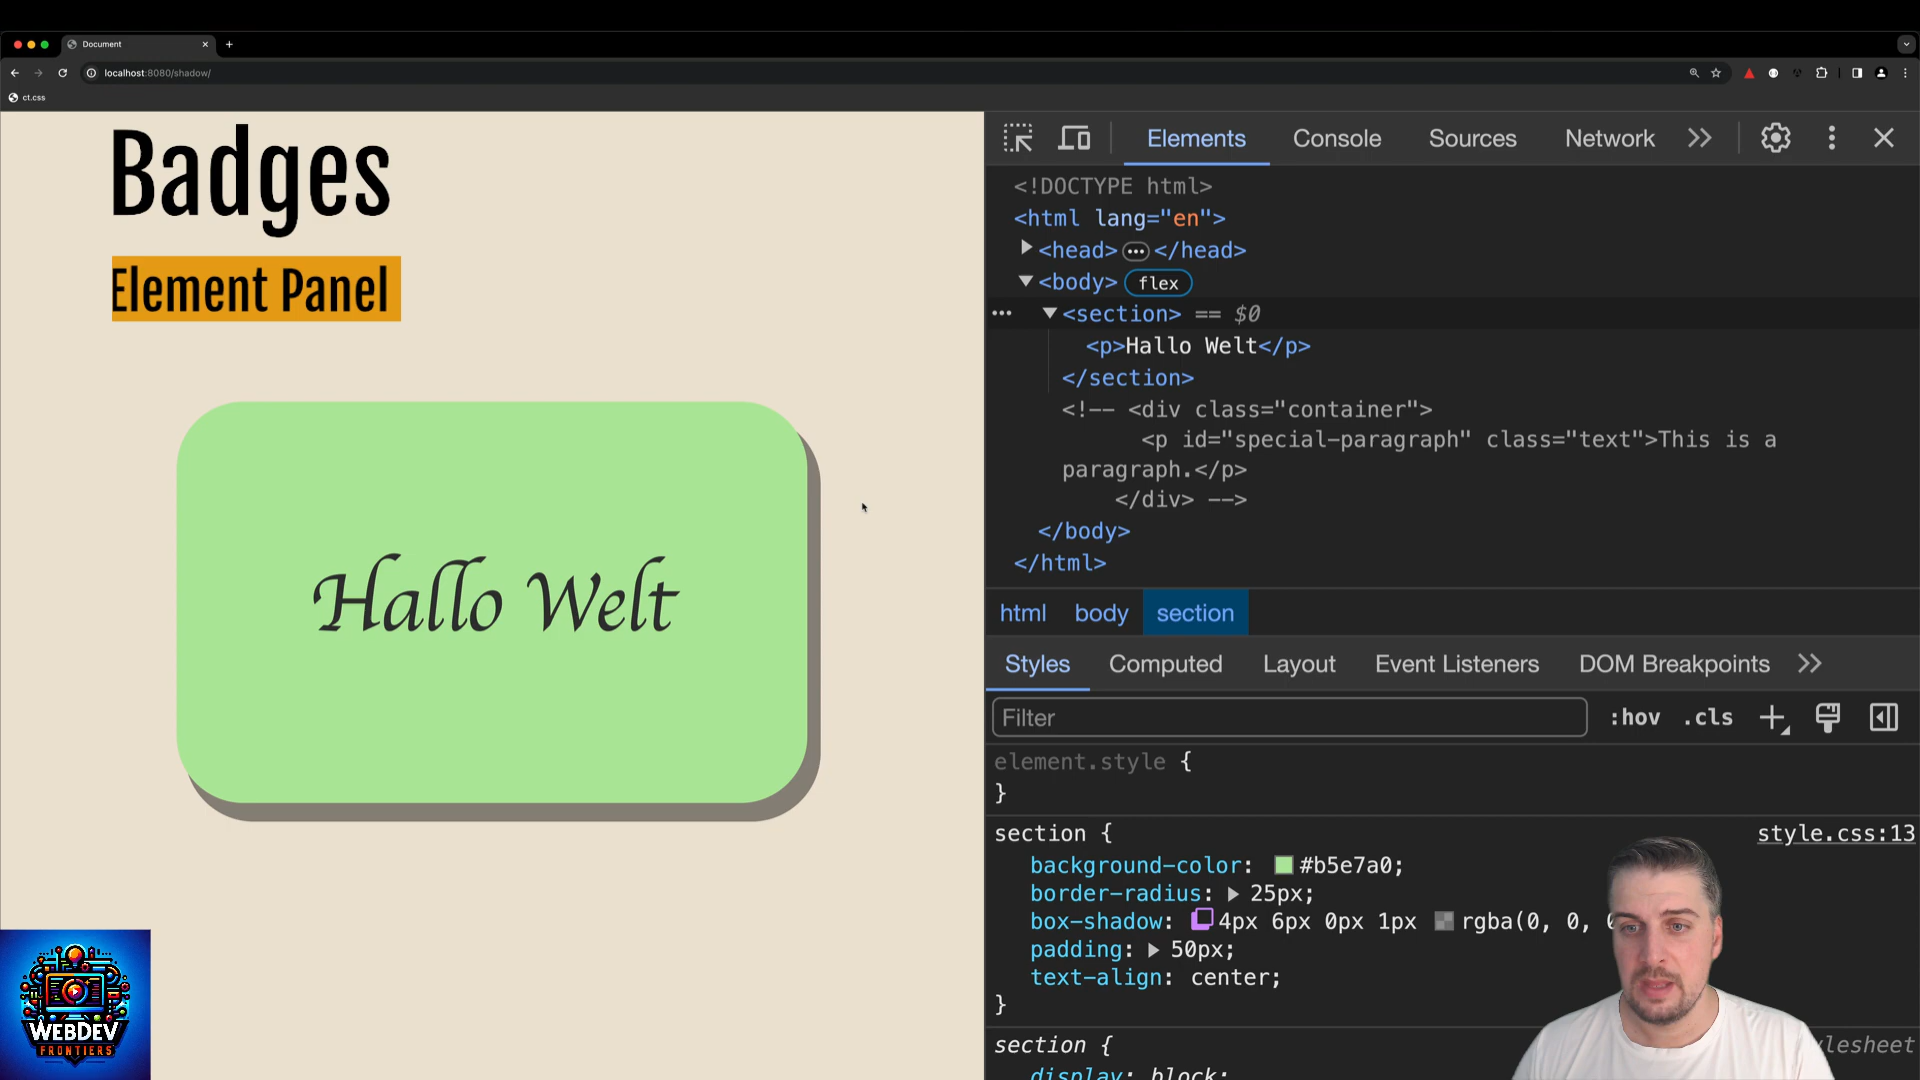 Document
localhost:8080/shadow/
ct.css
Badges
Element Panel
Hallo Welt
WEBDEV
FRONTIERS
Elements
Console
Sources
Network
<!DOCTYPE html>
<html lang="en">
<head> ••• </head>
<body> flex
••• <section> == $0
<p>Hallo Welt</p>
</section>
<!-- <div class="container">
<p id="special-paragraph" class="text">This is a
paragraph.</p>
</div> -->
</body>
</html>
html body section
Styles
Computed
Layout
Event Listeners
DOM Breakpoints
Filter
:hov .cls
element.style {
}
section {
style.css:13
background-color: #b5e7a0;
border-radius: 25px;
box-shadow: 4px 6px 0px 1px rgba(0, 0,
padding: 50px;
text-align: center;
}
section {
ylesheet
display: block;